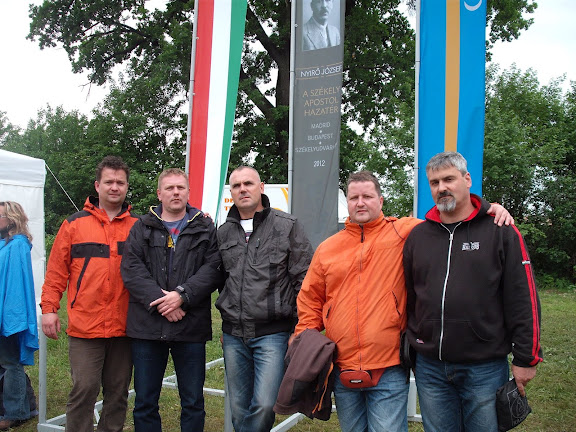 NYIRŐ JÓZSEF
A SZÉKELY
APOSTOL
HAZATÉR
MADRID
BUDAPEST
SZÉKELYUDVARHELY
2012